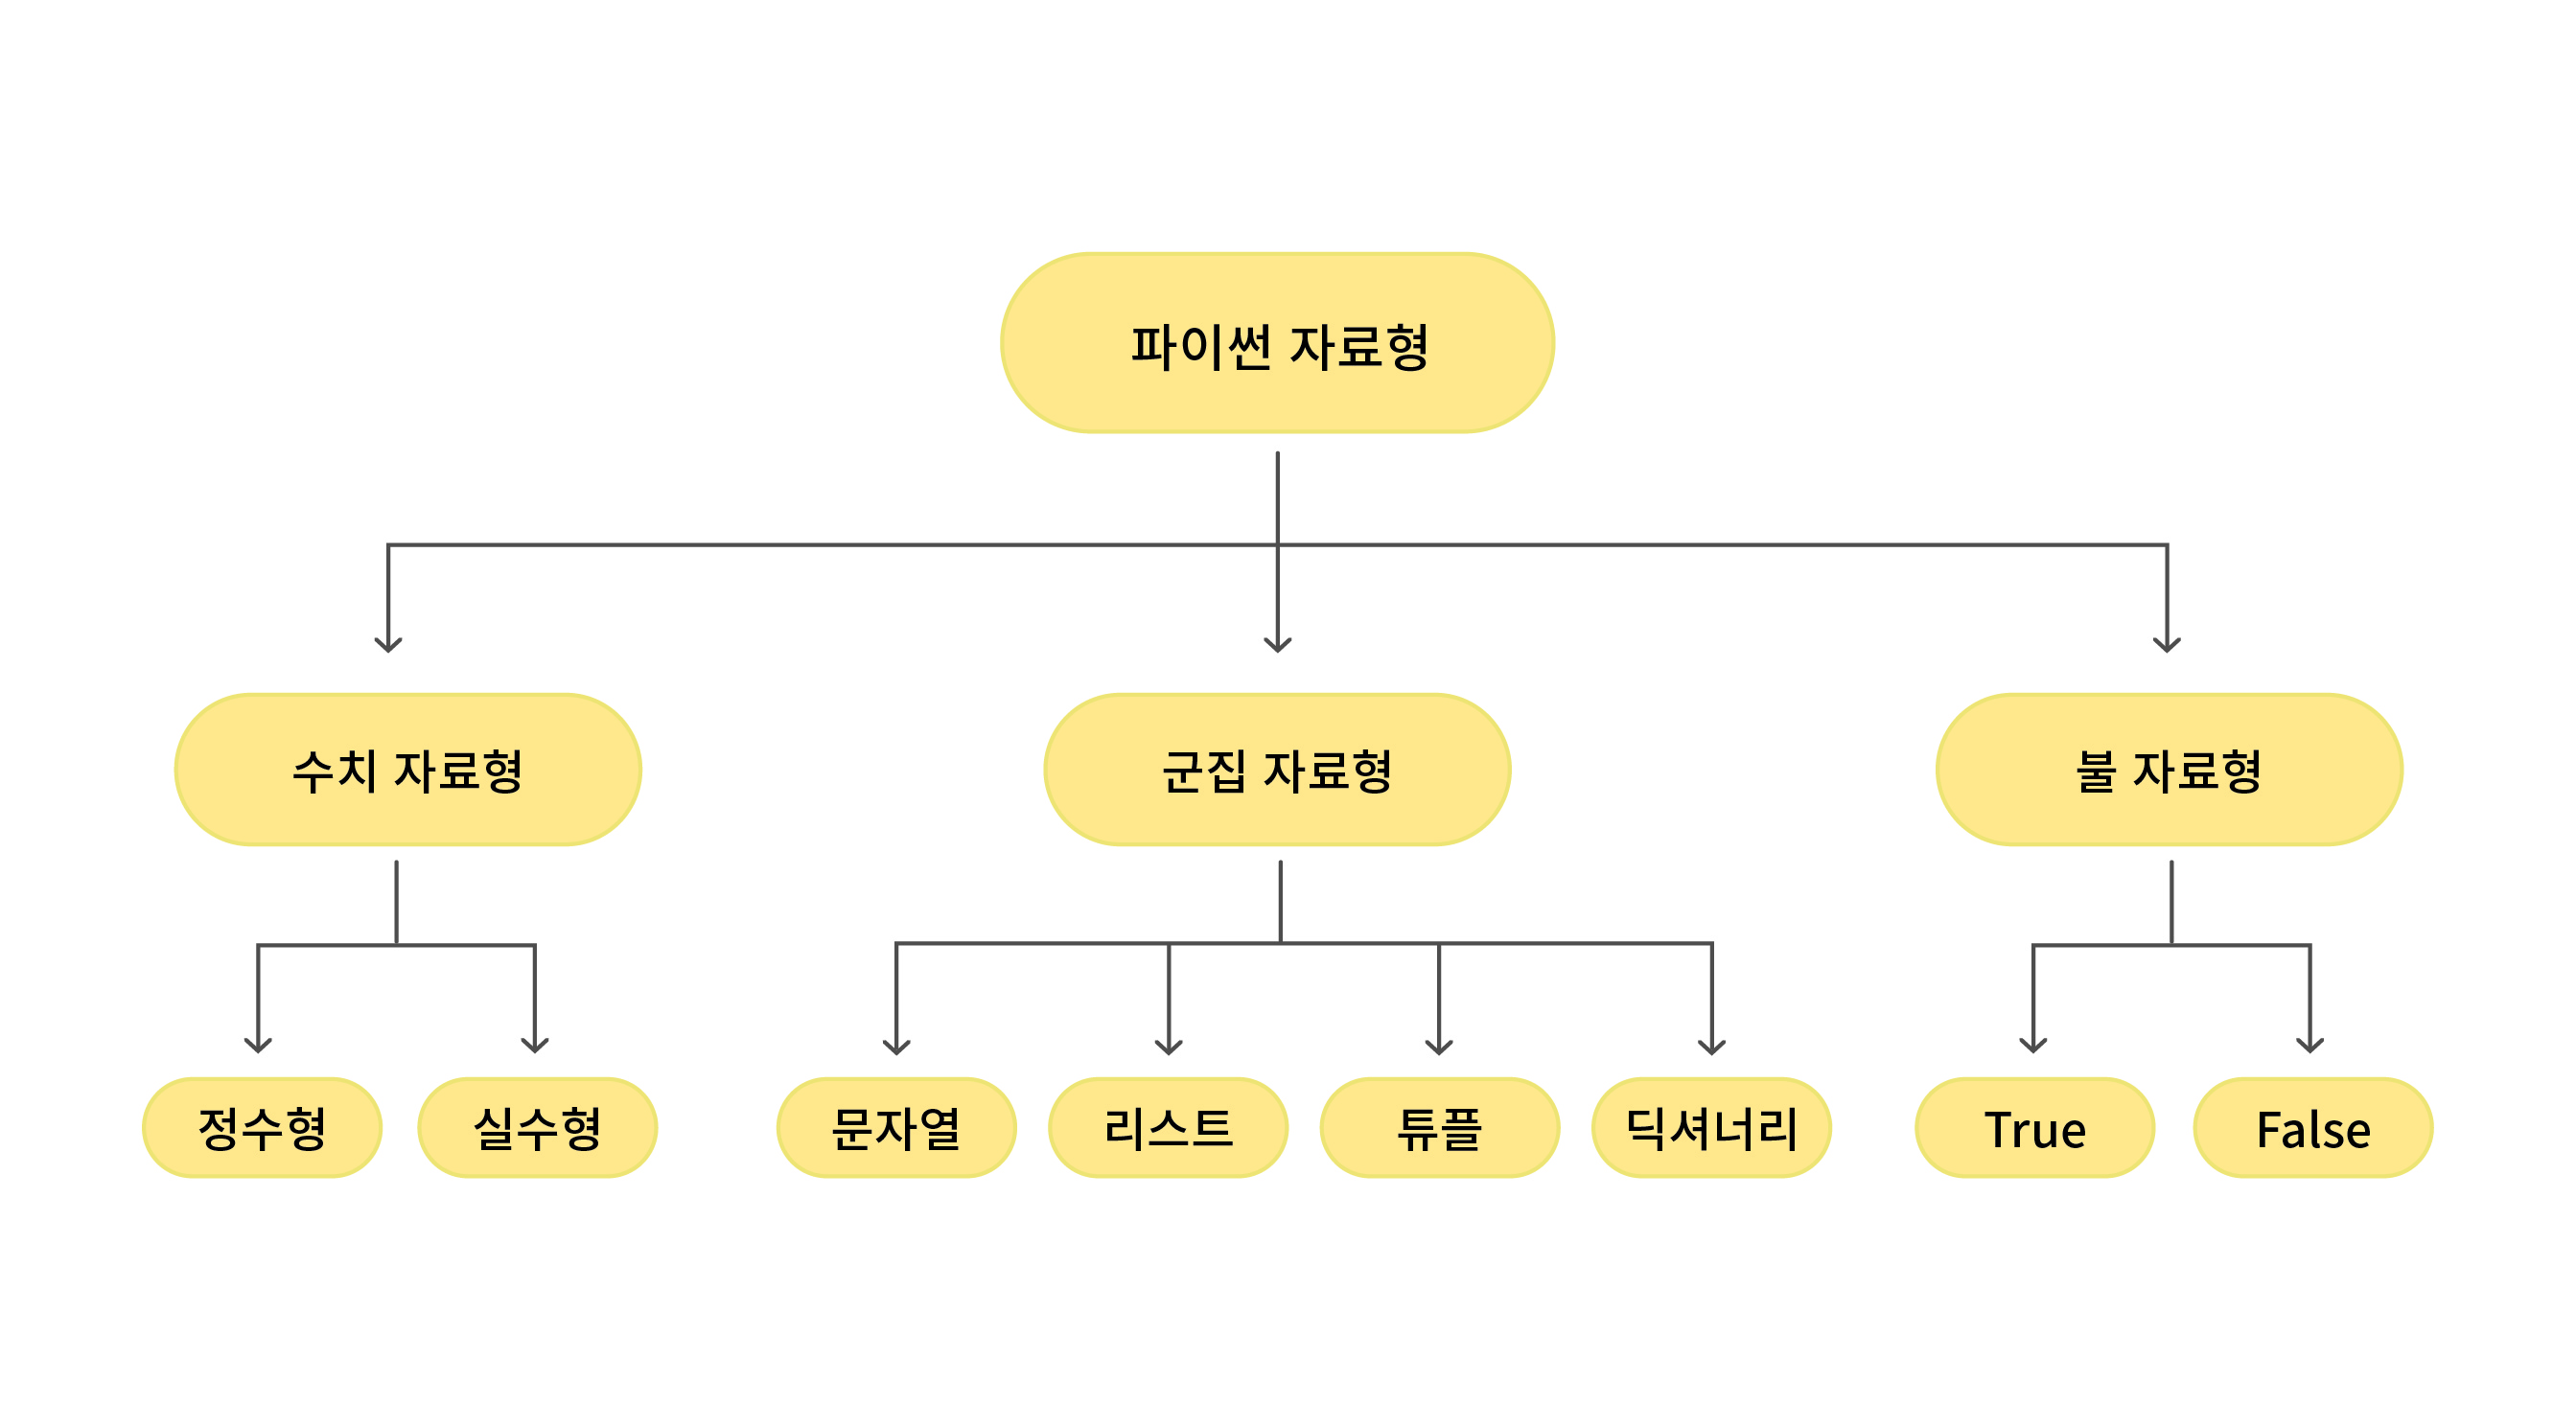 파이썬 자료형
수치 자료형
군집 자료형
불 자료형
정수형
실수형
문자열
리스트
투플
딕셔너리
True
False